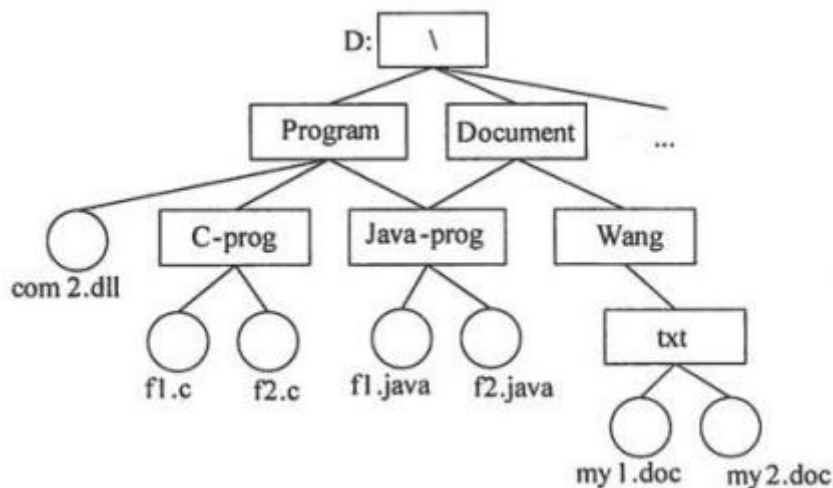 D: \
Program
Document
...
C-prog
Java-prog
Wang
com 2.dll
txt
f1.c
f2.c
f1.java
f2.java
my 1.doc
my 2.doc